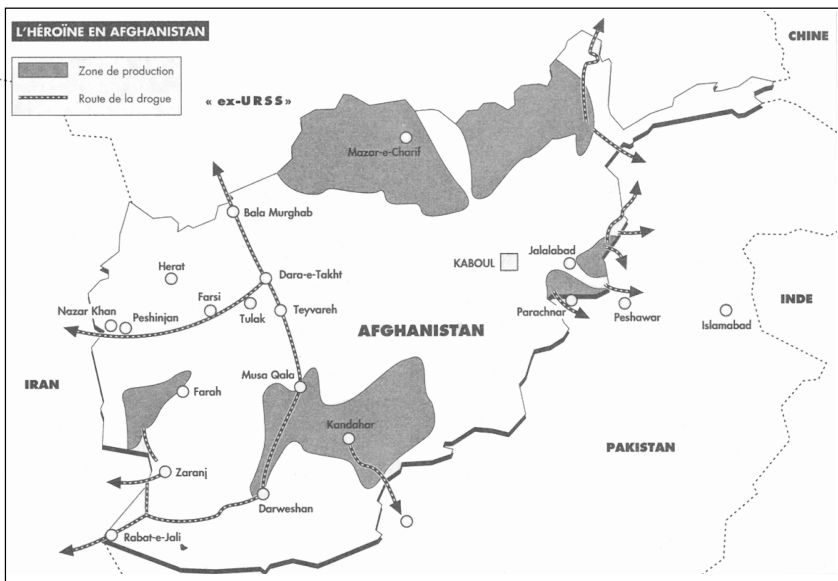 L'HÉROÏNE EN AFGHANISTAN
Zone de production
Route de la drogue
CHINE
« ex-URSS»
Mazar-e-Charif
Bala Murghab
Herat
Dara-e-Takht
KABOUL
Jalalabad
Nazar Khan
Peshinjan
Farsi
Tulak
Teyvareh
AFGHANISTAN
Parachnar
Peshawar
Islamabad
INDE
IRAN
Farah
Musa Qala
Kandahar
PAKISTAN
Zaranj
Darweshan
Rabat-e-Jali